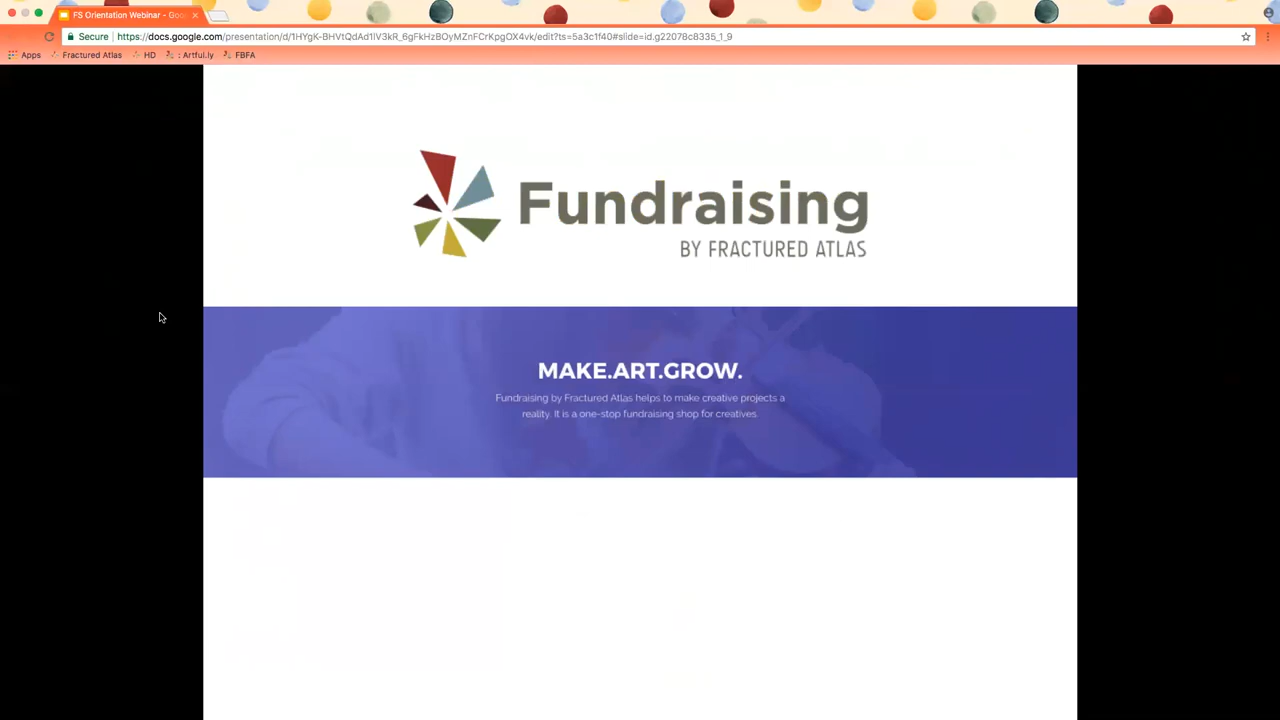 FS Orientation Webinar - Goo
Secure
https://docs.google.com/presentation/d/1HYgK-BHVtQdAd1lV3kR_6gFkHzBOyMZnFCrKpgOX4vk/edit?ts=5a3c1f40#slide=id.g22078c8335_1_9
Apps Fractured Atlas HD : Artful.ly FBFA
Fundraising
BY FRACTURED ATLAS
MAKE.ART.GROW.
Fundraising by Fractured Atlas helps to make creative projects a
reality. It is a one-stop fundraising shop for creatives.